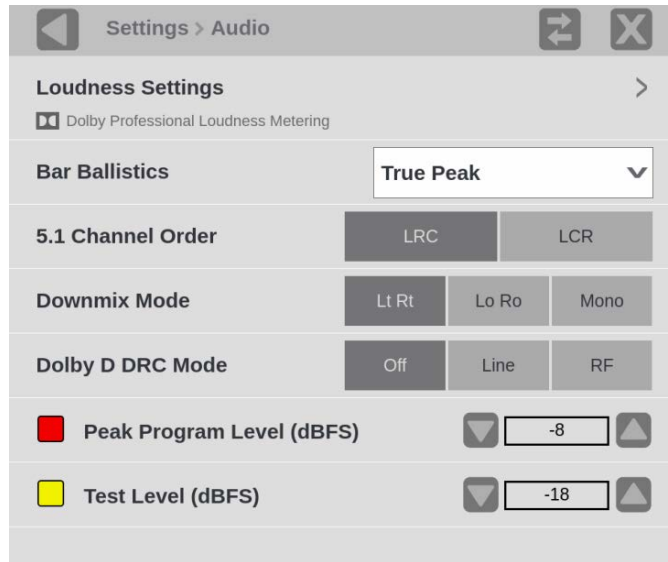 Settings > Audio
Loudness Settings >
Dolby Professional Loudness Metering
Bar Ballistics True Peak
5.1 Channel Order LRC LCR
Downmix Mode Lt Rt Lo Ro Mono
Dolby D DRC Mode Off Line RF
Peak Program Level (dBFS) -8
Test Level (dBFS) -18